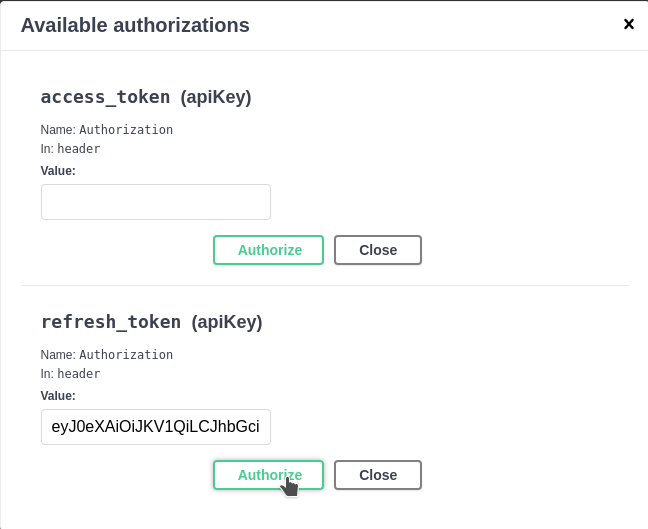 Available authorizations
×
access_token (apiKey)
Name: Authorization
In: header
Value:
Authorize Close
refresh_token (apiKey)
Name: Authorization
In: header
Value:
eyJ0eXAiOiJKV1QiLCJhbGci
Authorize Close